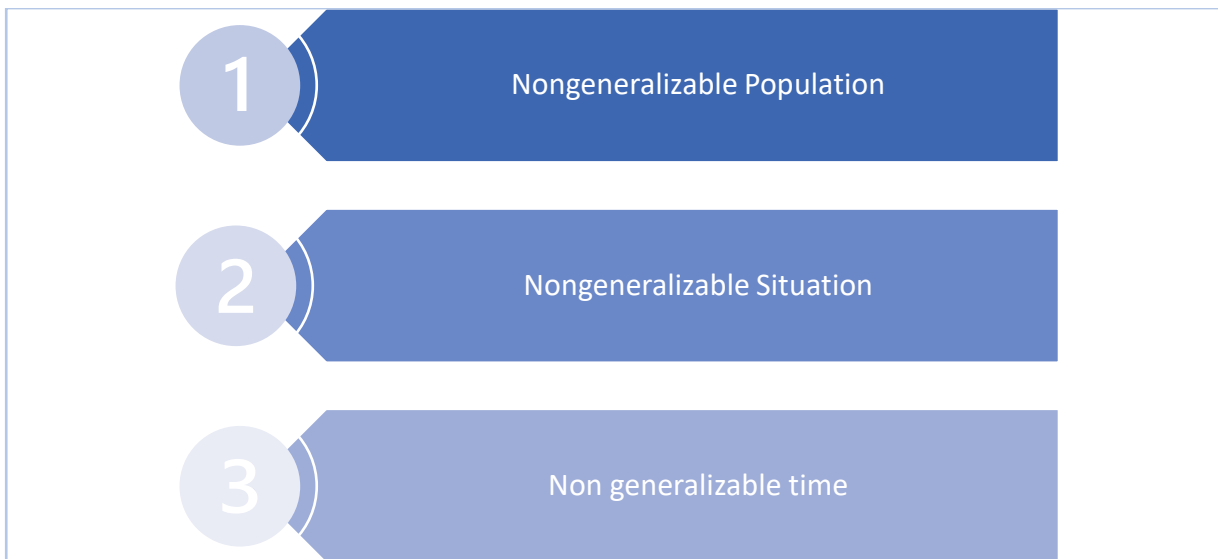 1
Nongeneralizable Population
2
Nongeneralizable Situation
3
Non generalizable time